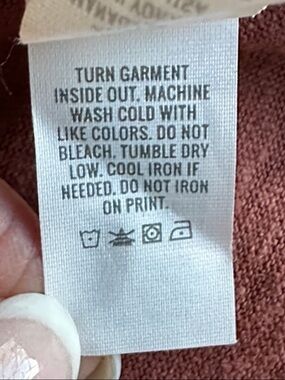 TURN GARMENT
INSIDE OUT. MACHINE
WASH COLD WITH
LIKE COLORS. DO NOT
BLEACH. TUMBLE DRY
LOW. COOL IRON IF
NEEDED. DO NOT IRON
ON PRINT.